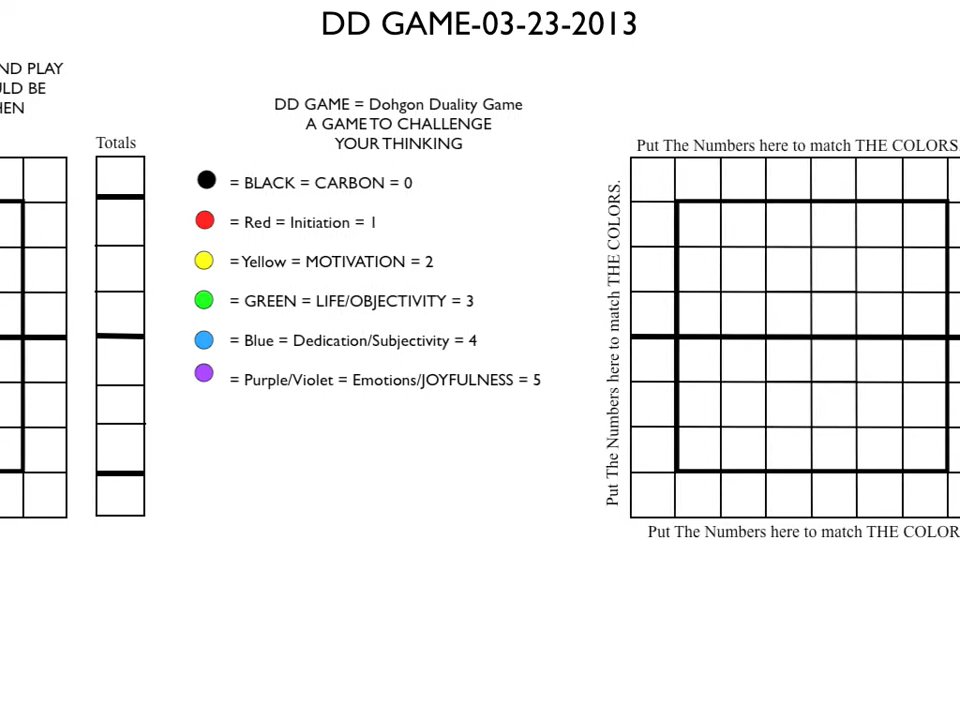 DD GAME-03-23-2013
ND PLAY
ULD BE
HEN
DD GAME = Dohgon Duality Game
A GAME TO CHALLENGE
YOUR THINKING
Totals
= BLACK = CARBON = 0
= Red = Initiation = 1
= Yellow = MOTIVATION = 2
= GREEN = LIFE/OBJECTIVITY = 3
= Blue = Dedication/Subjectivity = 4
= Purple/Violet = Emotions/JOYFULNESS = 5
Put The Numbers here to match THE COLORS.
Put The Numbers here to match THE COLORS.
Put The Numbers here to match THE COLOR